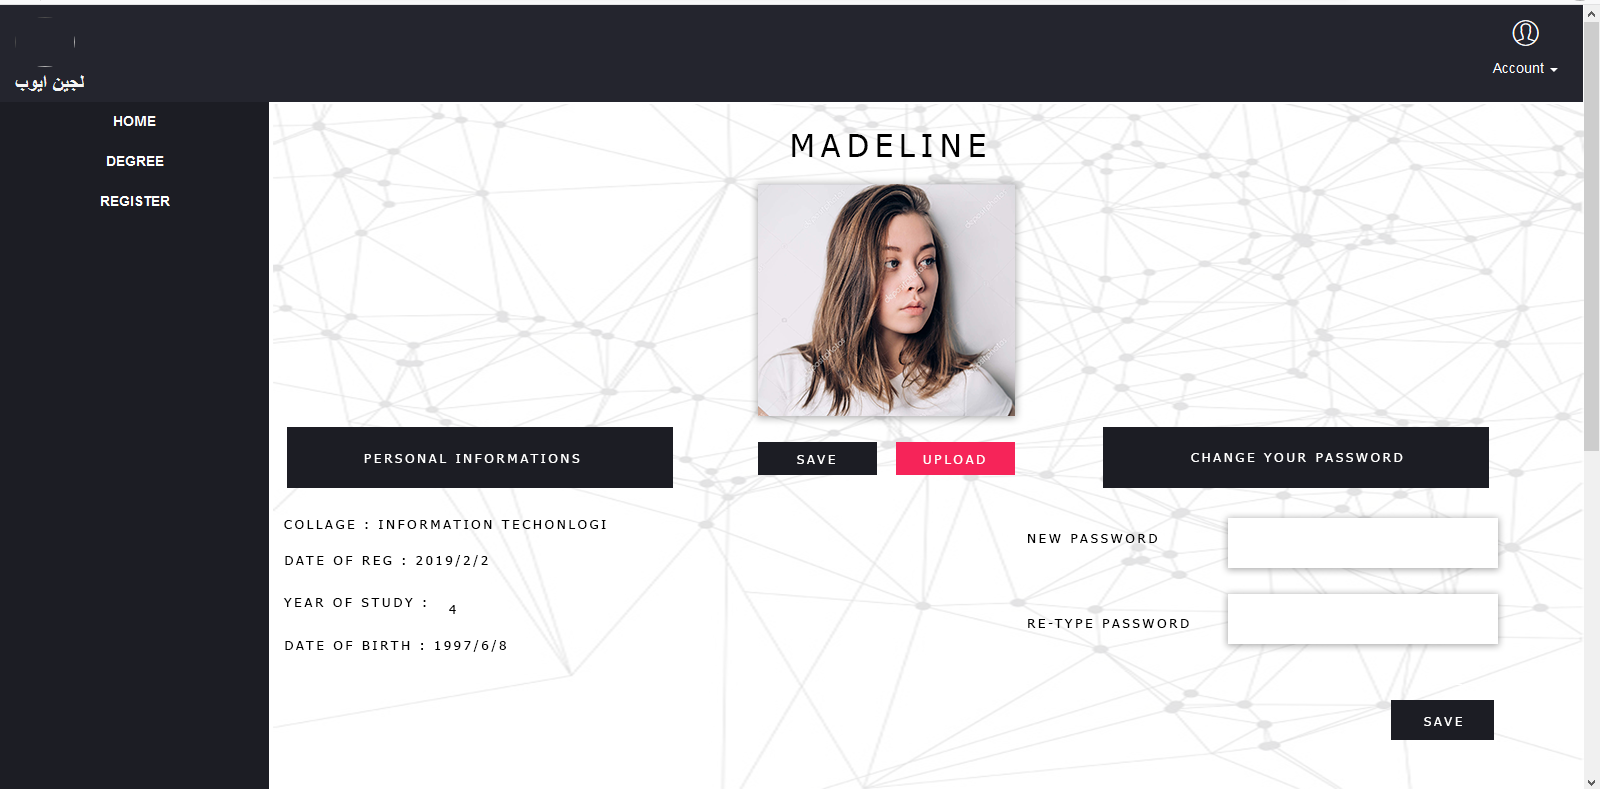 لجين ايوب
Account
HOME
DEGREE
REGISTER
MADELINE
SAVE
UPLOAD
PERSONAL INFORMATIONS
COLLAGE : INFORMATION TECHONLOGI
DATE OF REG : 2019/2/2
YEAR OF STUDY : 4
DATE OF BIRTH : 1997/6/8
CHANGE YOUR PASSWORD
NEW PASSWORD
RE-TYPE PASSWORD
SAVE